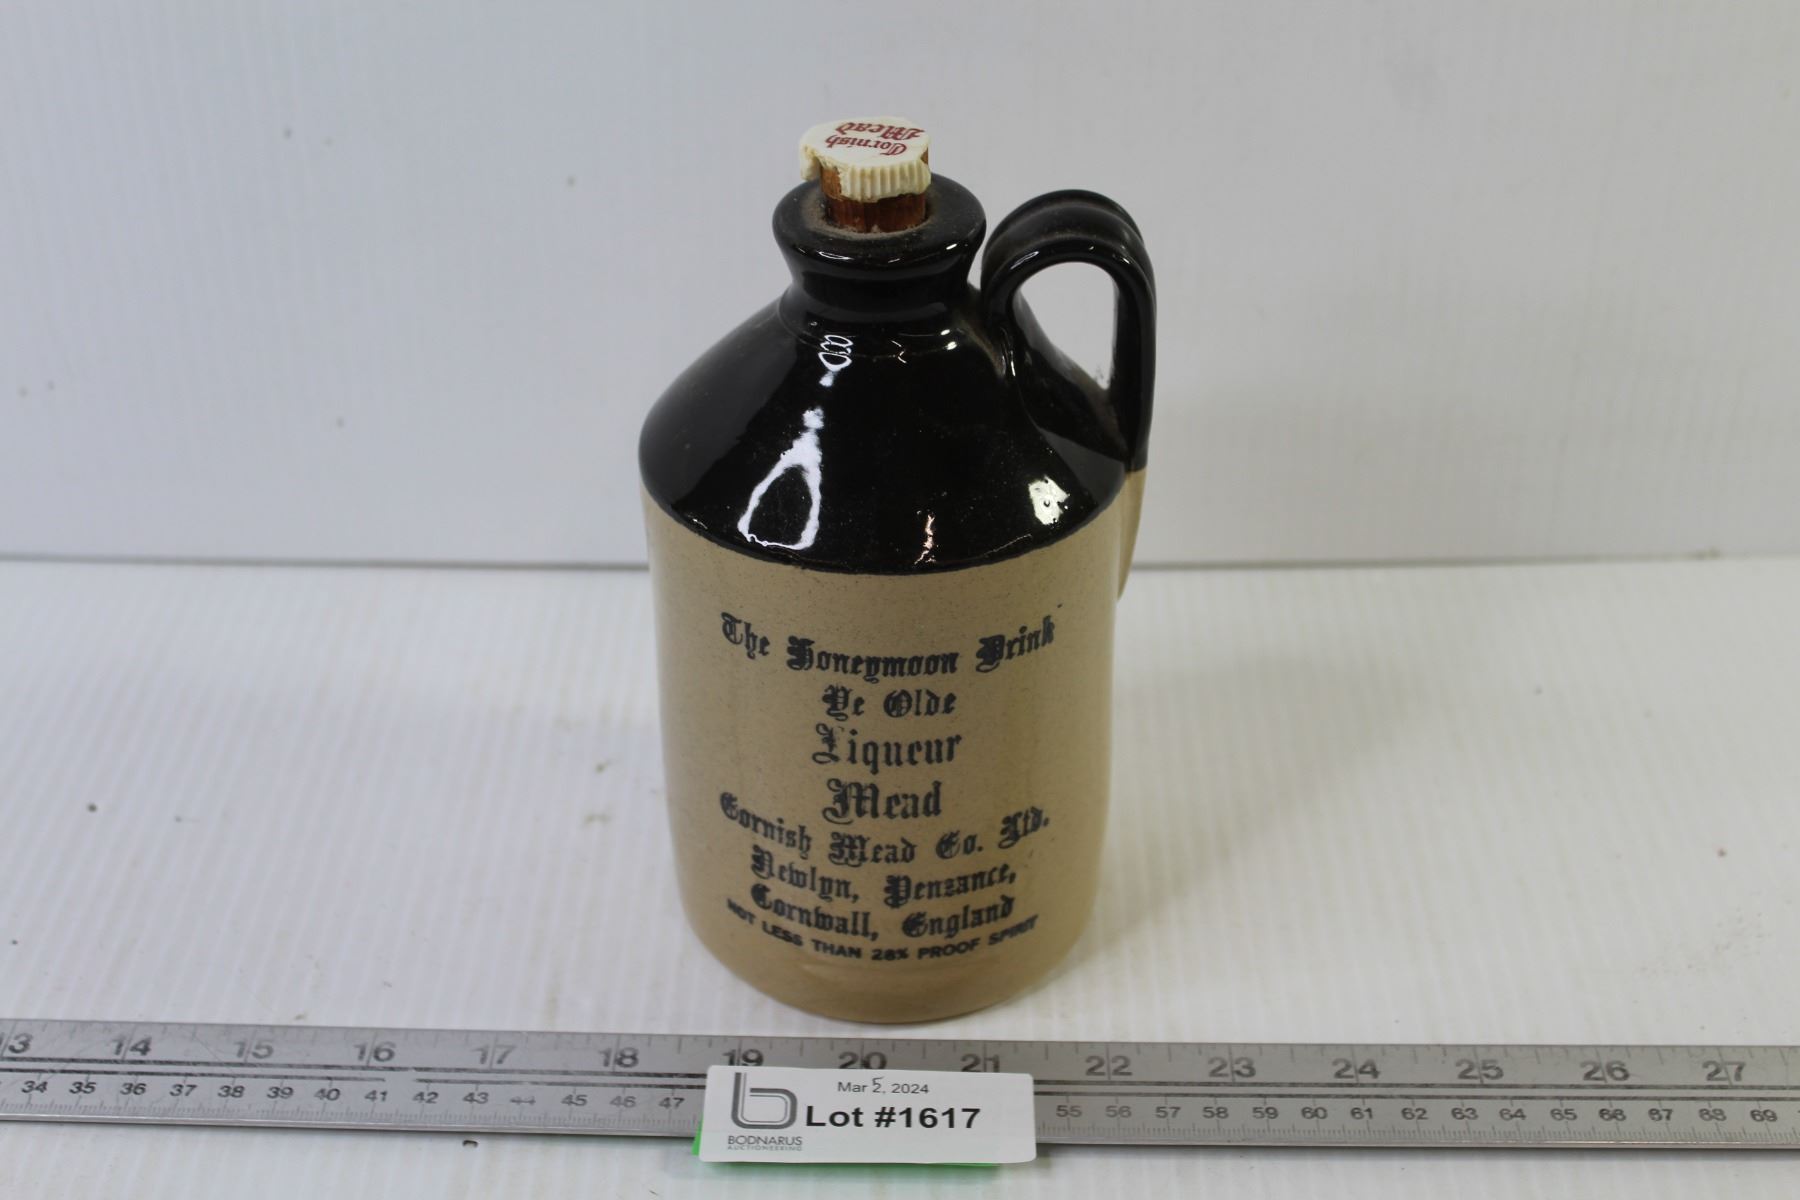 Cornish
Mead
The Honeymoon Drink
Ye Olde
Liqueur
Mead
Cornish Mead Co. Ltd.
Newlyn, Penzance,
Cornwall, England
NOT LESS THAN 28% PROOF SPIRIT
13 14 15 16 17 18 19 20 21 22 23 24 25 26 27
34 35 36 37 38 39 40 41 42 43 44 45 46 47 55 56 57 58 59 60 61 62 63 64 65 66 67 68 69
Mar 5, 2024
Lot #1617
BODNARUS
AUCTIONEERING